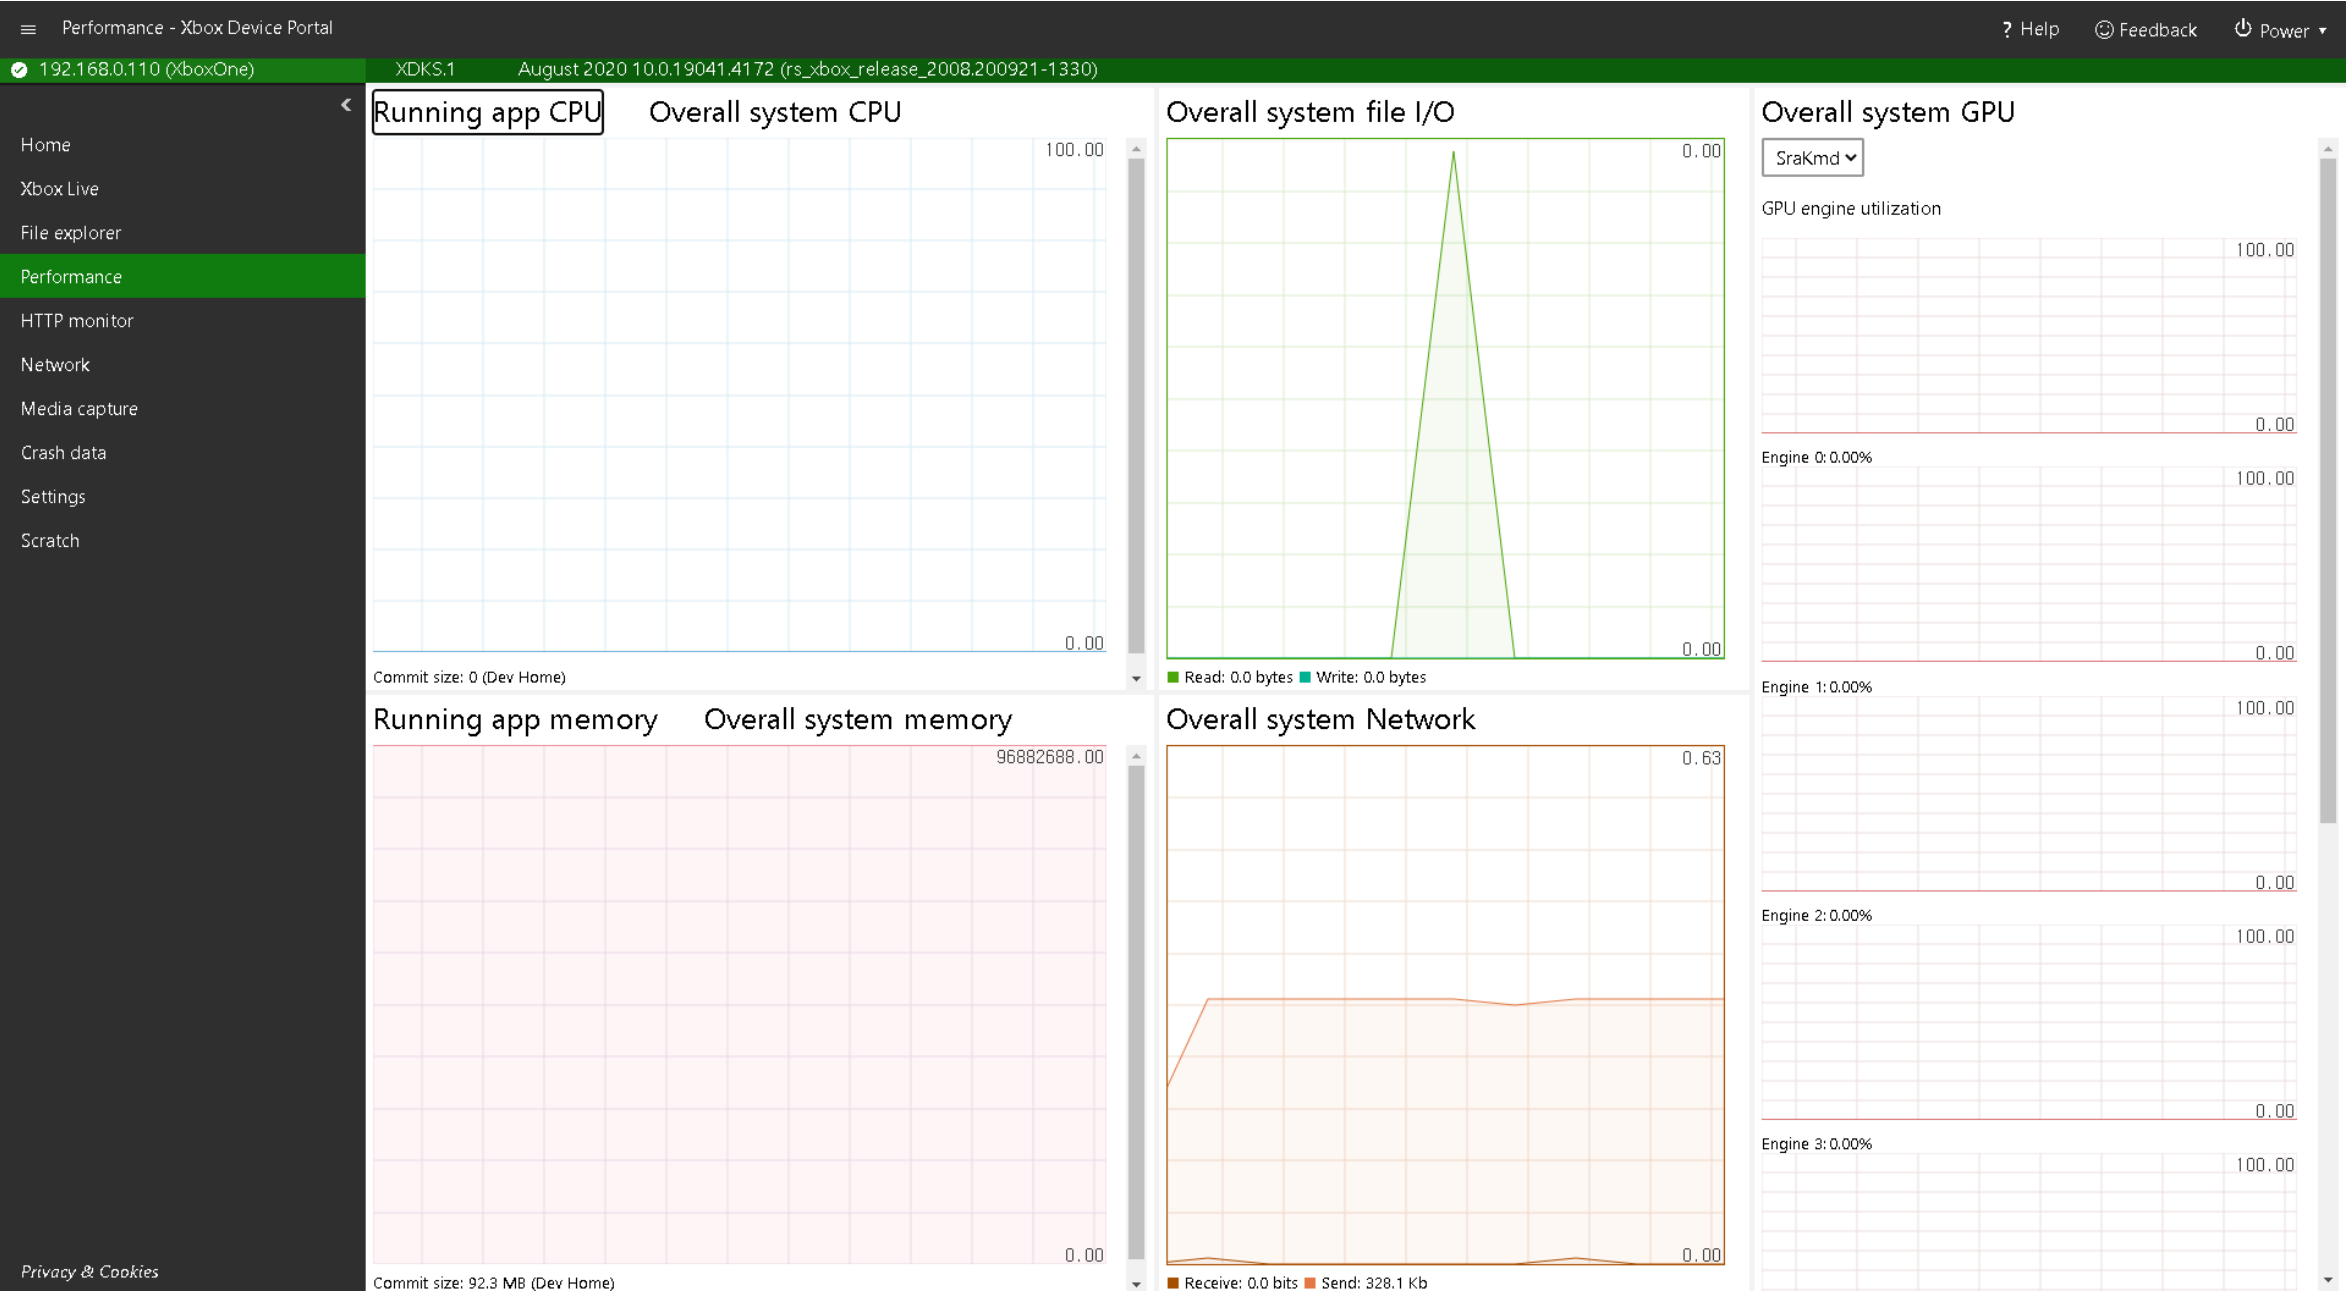 Performance - Xbox Device Portal
? Help
Feedback
Power
192.168.0.110 (XboxOne)
XDKS.1
August 2020 10.0.19041.4172 (rs_xbox_release_2008.200921-1330)
Home
Xbox Live
File explorer
Performance
HTTP monitor
Network
Media capture
Crash data
Settings
Scratch
Privacy & Cookies
Running app CPU
Overall system CPU
100.00
0.00
Commit size: 0 (Dev Home)
Running app memory
Overall system memory
96882688.00
0.00
Commit size: 92.3 MB (Dev Home)
Overall system file I/O
0.00
0.00
Read: 0.0 bytes Write: 0.0 bytes
Overall system Network
0.63
0.00
Receive: 0.0 bits Send: 328.1 Kb
Overall system GPU
SraKmd
GPU engine utilization
100.00
0.00
Engine 0: 0.00%
100.00
0.00
Engine 1: 0.00%
100.00
0.00
Engine 2: 0.00%
100.00
0.00
Engine 3: 0.00%
100.00